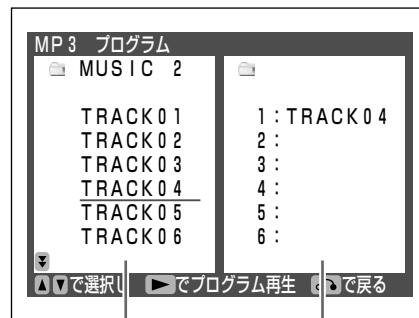 MP3 プログラム
MUSIC 2
TRACK01
TRACK02
TRACK03
TRACK04
TRACK05
TRACK06
1:TRACK04
2:
3:
4:
5:
6:
で選択し でプログラム再生 で戻る